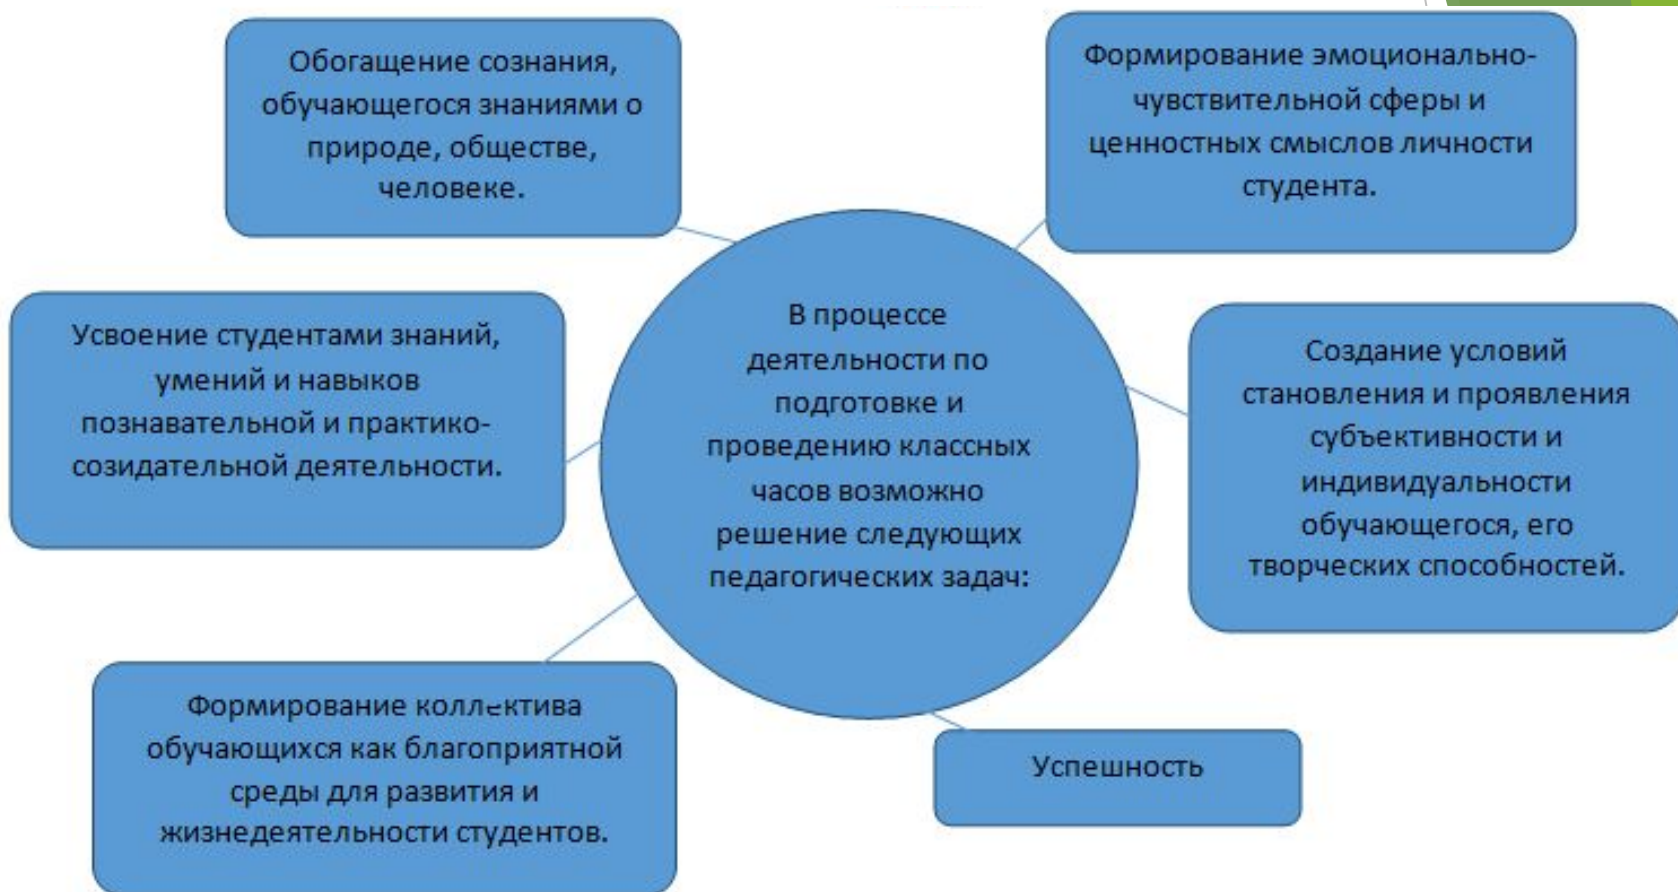 Обогащение сознания,
обучающегося знаниями о
природе, обществе,
человеке.
Формирование эмоционально-
чувствительной сферы и
ценностных смыслов личности
студента.
Усвоение студентами знаний,
умений и навыков
познавательной и практико-
созидательной деятельности.
В процессе
деятельности по
подготовке и
проведению классных
часов возможно
решение следующих
педагогических задач:
Создание условий
становления и проявления
субъективности и
индивидуальности
обучающегося, его
творческих способностей.
Формирование коллектива
обучающихся как благоприятной
среды для развития и
жизнедеятельности студентов.
Успешность